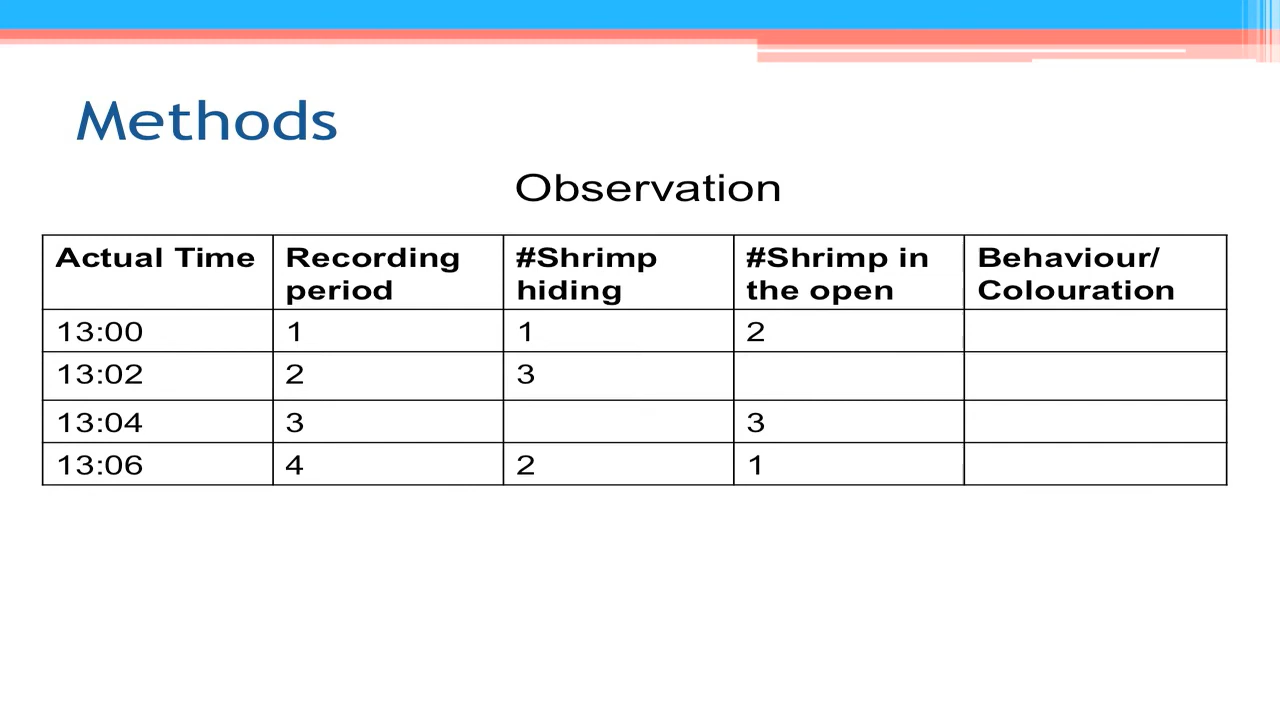 Methods
Observation
Actual Time Recording period #Shrimp hiding #Shrimp in the open Behaviour/ Colouration
13:00 1 1 2
13:02 2 3
13:04 3 3
13:06 4 2 1